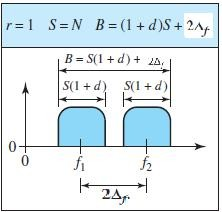 r = 1 S = N B = (1 + d)S + 2Δf
B = S(1 + d) + 2Δf
S(1 + d) S(1 + d)
0
0 f₁ f₂
2Δf